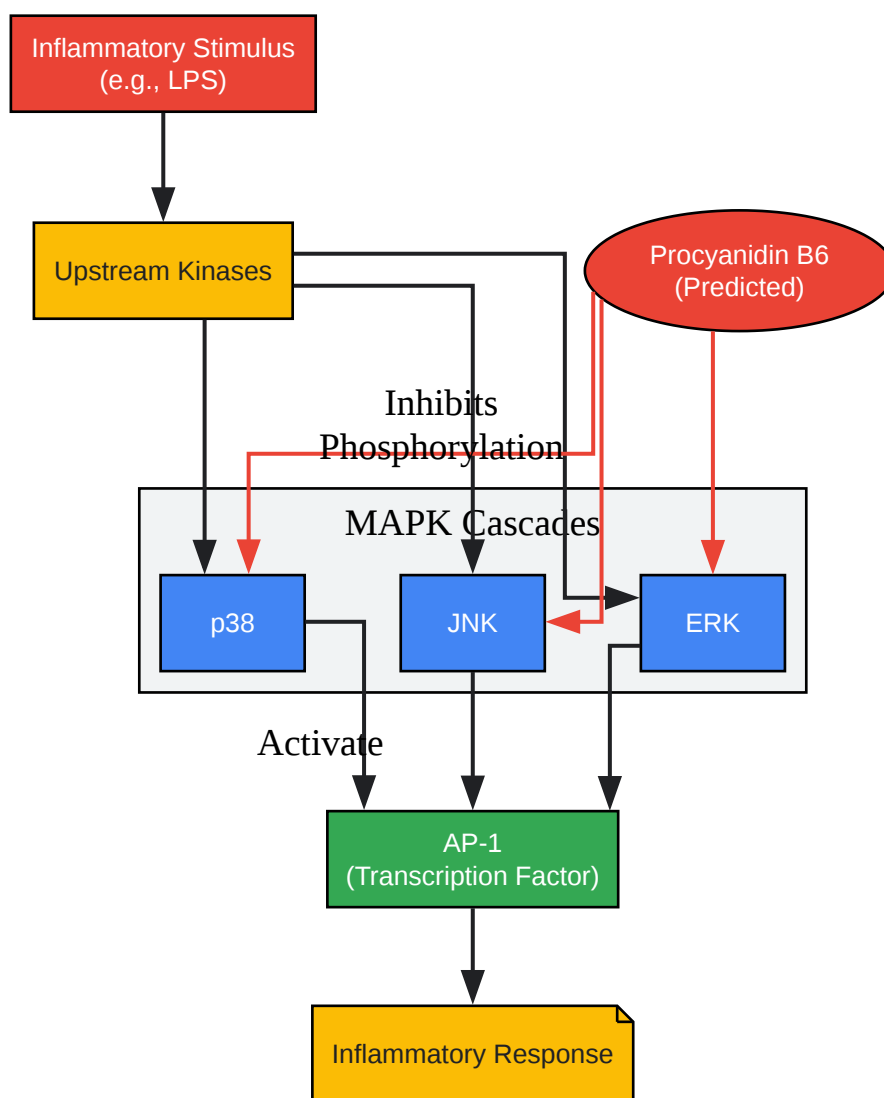 Inflammatory Stimulus
(e.g., LPS)
Upstream Kinases
Procyanidin B6
(Predicted)
Inhibits
Phosphorylation
MAPK Cascades
p38
JNK
ERK
Activate
AP-1
(Transcription Factor)
Inflammatory Response